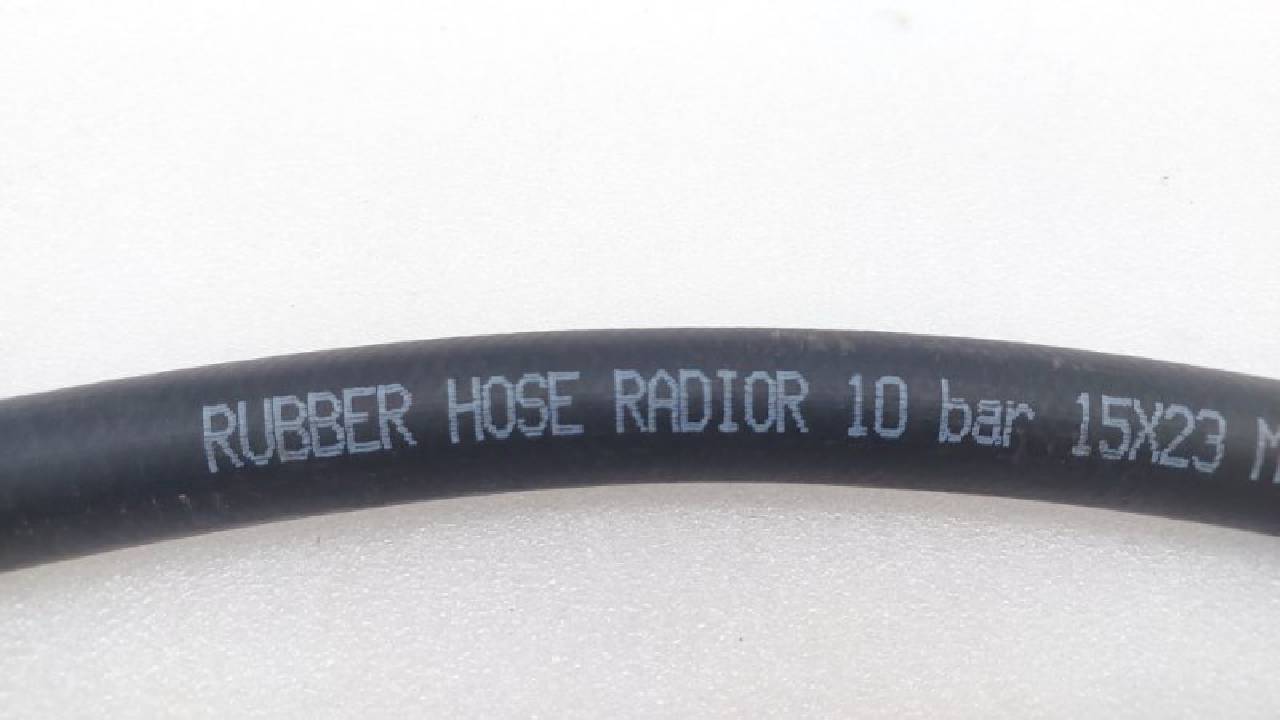 RUBBER HOSE RADIOR 10 bar 15X23